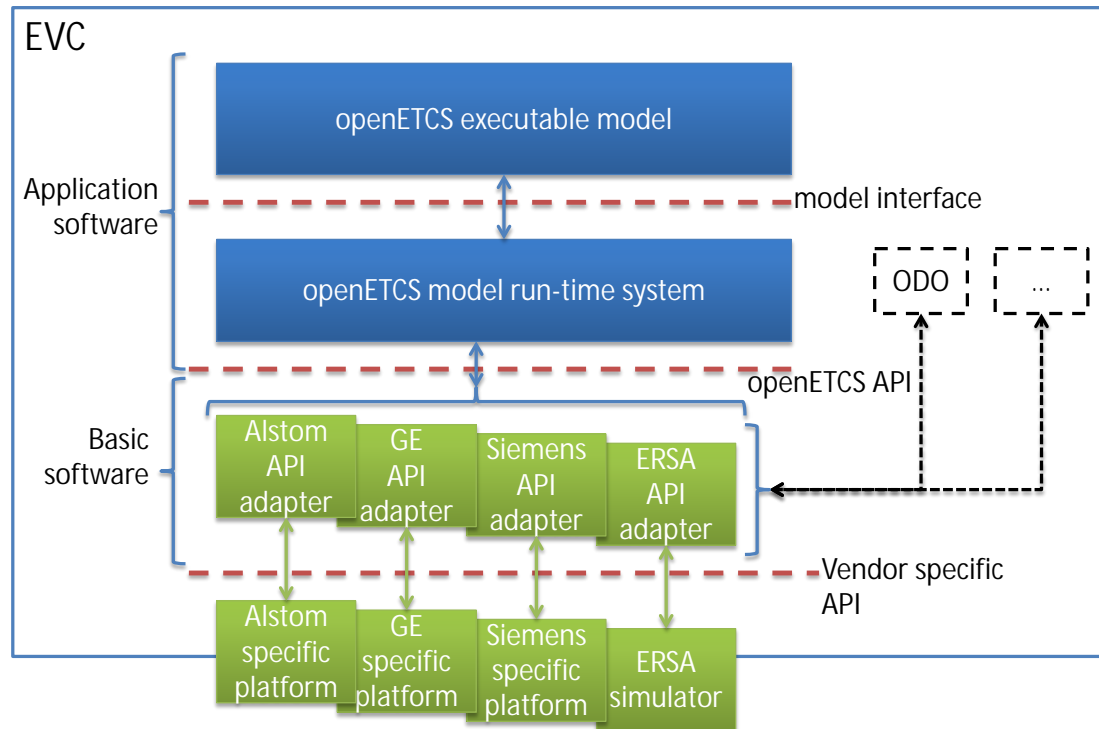 EVC
openETCS executable model
Application
software
model interface
openETCS model run-time system
ODO
...
openETCS API
Basic
software
Alstom
API
adapter
GE
API
adapter
Siemens
API
adapter
ERSA
API
adapter
Vendor specific
API
Alstom
specific
platform
GE
specific
platform
Siemens
specific
platform
ERSA
simulator